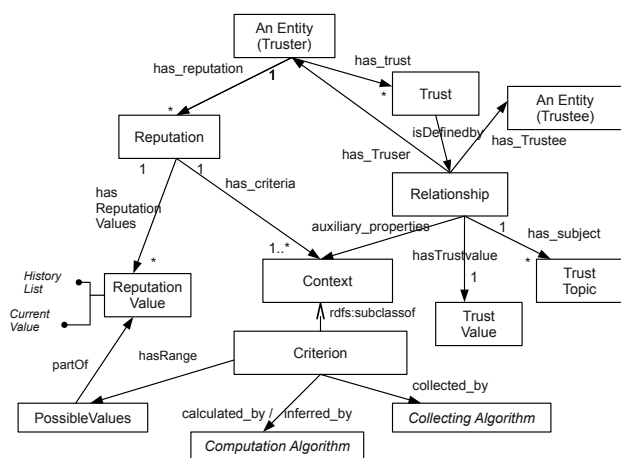 An Entity
(Truster)
has_reputation
1
has_trust
*
*
Trust
An Entity
(Trustee)
Reputation
isDefinedby
has_Truser
has_Trustee
1
1
has
Reputation
Values
has_criteria
Relationship
auxiliary_properties
1
has_subject
1..*
hasTrustvalue
*
*
1
History
List
Current
Value
Reputation
Value
Context
Trust
Topic
rdfs:subclassof
Trust
Value
Criterion
partOf
hasRange
collected_by
PossibleValues
calculated_by / inferred_by
Collecting Algorithm
Computation Algorithm